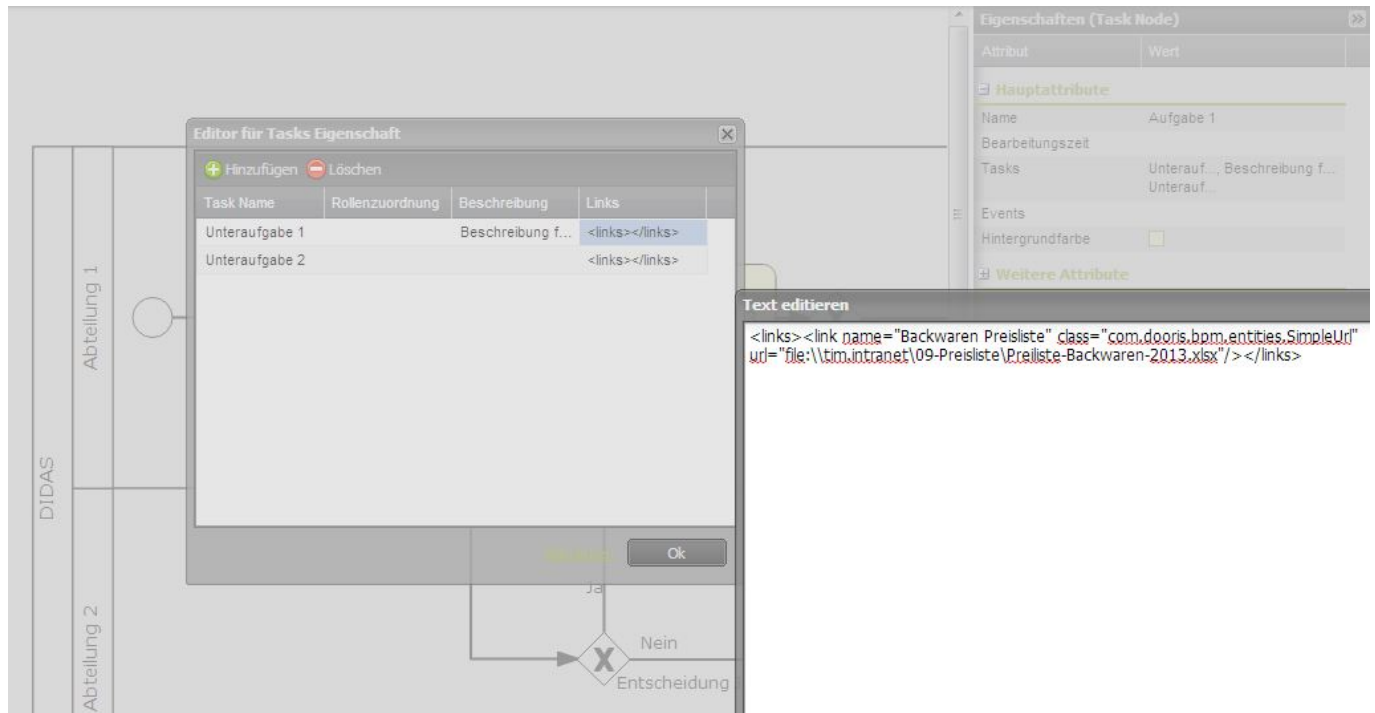 Eigenschaften (Task Node)
Attribut Wert
Hauptattribute
Name Aufgabe 1
Bearbeitungszeit
Tasks Unterauf..., Beschreibung f...
Unterauf...
Events
Hintergrundfarbe
Weitere Attribute
Editor für Tasks Eigenschaft
Hinzufügen Löschen
Task Name Rollenzuordnung Beschreibung Links
Unteraufgabe 1 Beschreibung f... <links></links>
Unteraufgabe 2 <links></links>
Ok
Text editieren
<links><link name="Backwaren Preisliste" class="com.dooris.bpm.entities.SimpleUrl"
url="file:\\tim.intranet\09-Preisliste\Preiliste-Backwaren-2013.xlsx"/></links>
DIDAS
Abteilung 1
Abteilung 2
Ja
Nein
X
Entscheidung